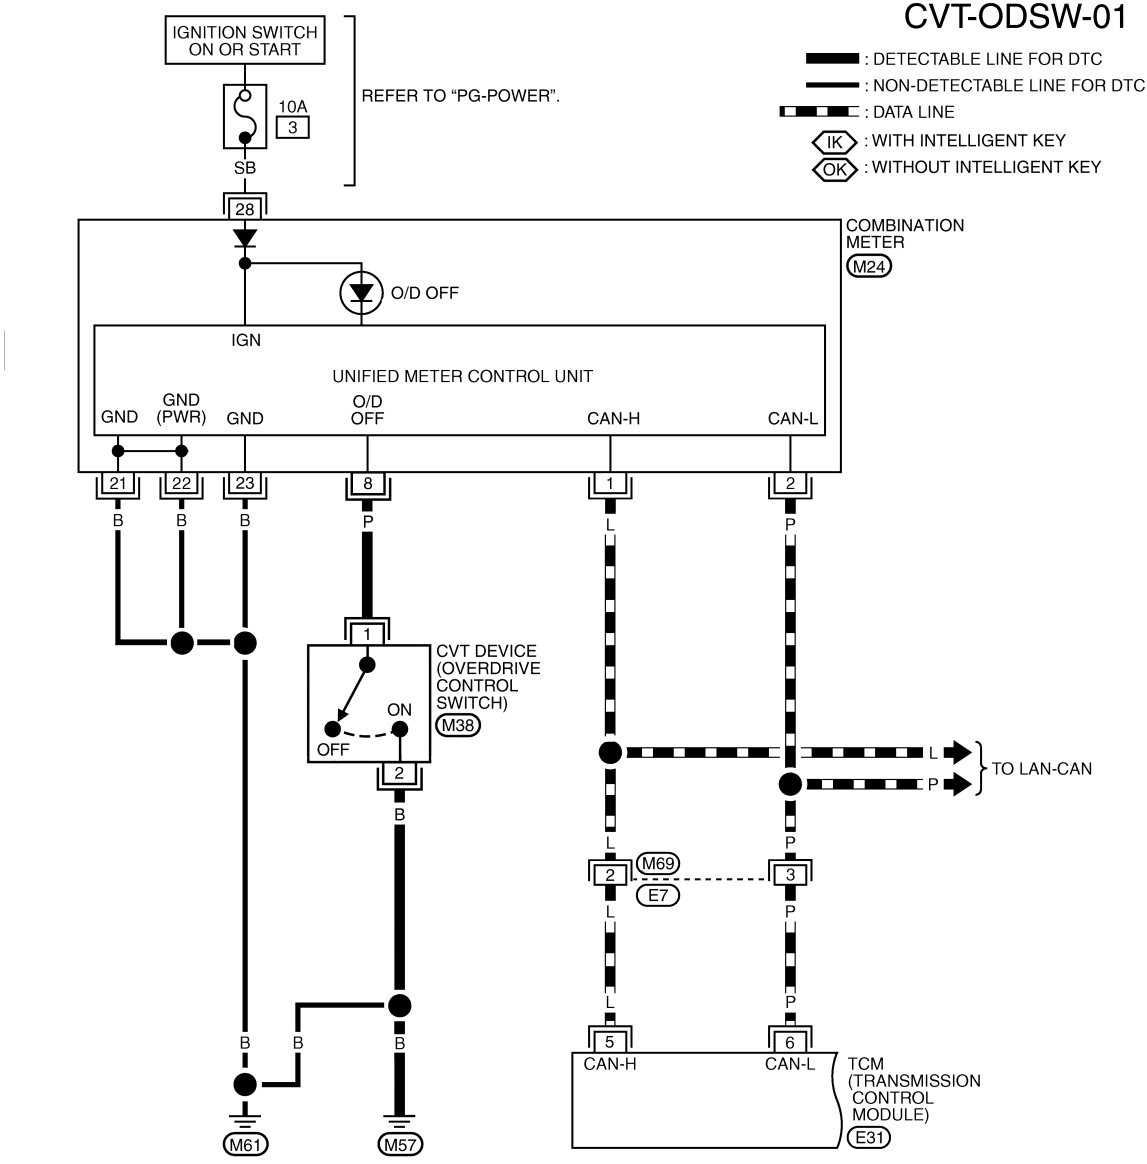 CVT-ODSW-01
IGNITION SWITCH
ON OR START
10A
3
SB
REFER TO “PG-POWER”.
: DETECTABLE LINE FOR DTC
: NON-DETECTABLE LINE FOR DTC
: DATA LINE
IK : WITH INTELLIGENT KEY
OK : WITHOUT INTELLIGENT KEY
28
COMBINATION
METER
M24
O/D OFF
IGN
UNIFIED METER CONTROL UNIT
GND
GND
(PWR)
GND
O/D
OFF
CAN-H
CAN-L
21 22 23 8 1 2
B B B P L P
1
CVT DEVICE
(OVERDRIVE
CONTROL
SWITCH)
M38
ON
OFF
2
B
L
P
TO LAN-CAN
L P
2 M69 3
E7
L P
L P
B B B
5 6
CAN-H CAN-L
TCM
(TRANSMISSION
CONTROL
MODULE)
E31
M61 M57